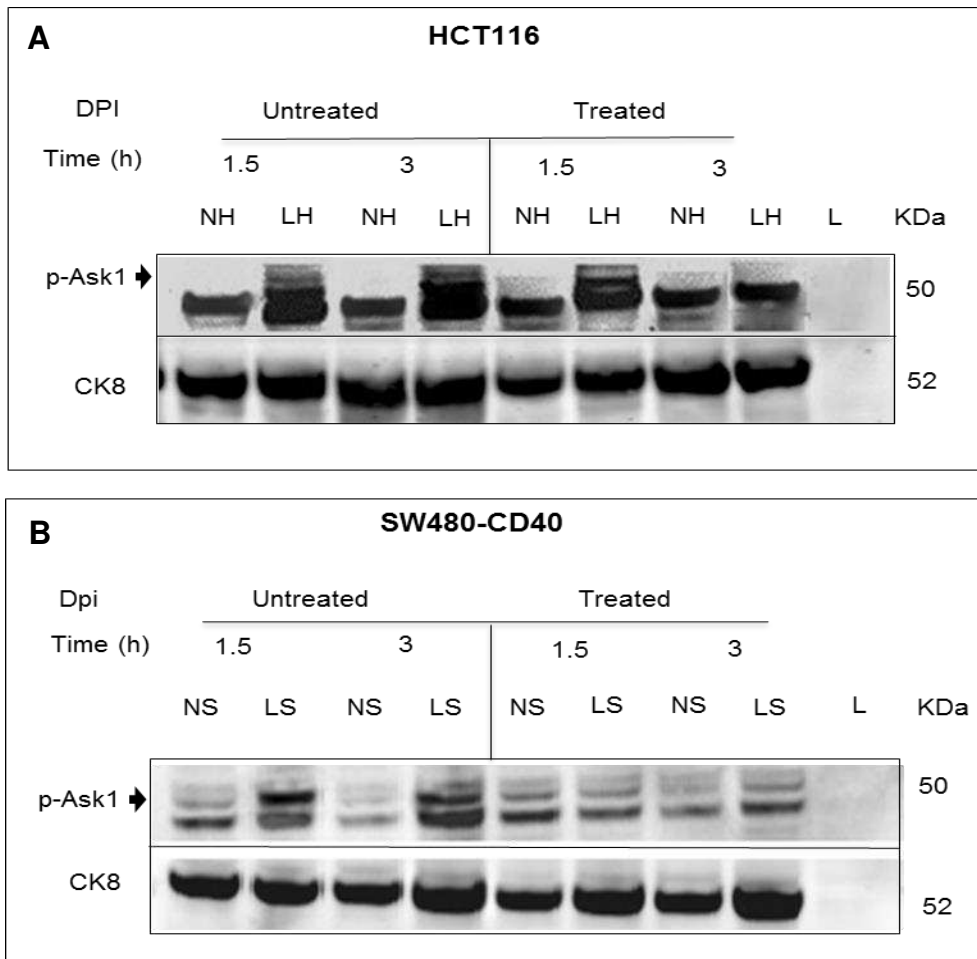 A
HCT116
DPI Untreated Treated
Time (h) 1.5 3 1.5 3
NH LH NH LH NH LH NH LH L KDa
p-Ask1 50
CK8 52
B
SW480-CD40
Dpi Untreated Treated
Time (h) 1.5 3 1.5 3
NS LS NS LS NS LS NS LS L KDa
p-Ask1 50
CK8 52